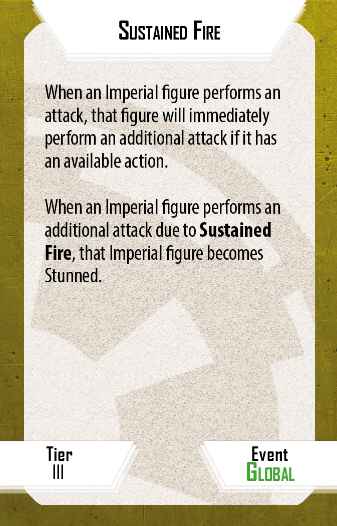 SUSTAINED FIRE
When an Imperial figure performs an
attack, that figure will immediately
perform an additional attack if it has
an available action.
When an Imperial figure performs an
additional attack due to Sustained
Fire, that Imperial figure becomes
Stunned.
Tier
III
Event
GLOBAL